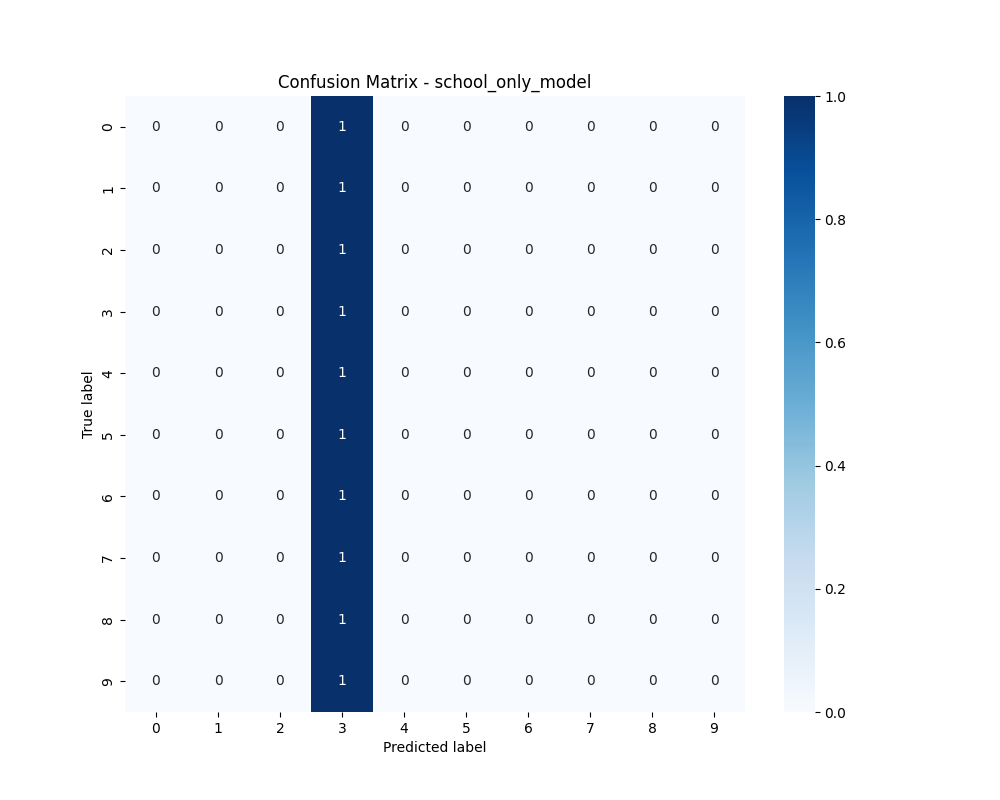 Confusion Matrix - school_only_model
True label
0 0 0 0 1 0 0 0 0 0 0
1 0 0 0 1 0 0 0 0 0 0
2 0 0 0 1 0 0 0 0 0 0
3 0 0 0 1 0 0 0 0 0 0
4 0 0 0 1 0 0 0 0 0 0
5 0 0 0 1 0 0 0 0 0 0
6 0 0 0 1 0 0 0 0 0 0
7 0 0 0 1 0 0 0 0 0 0
8 0 0 0 1 0 0 0 0 0 0
9 0 0 0 1 0 0 0 0 0 0
0 1 2 3 4 5 6 7 8 9
Predicted label
1.0
0.8
0.6
0.4
0.2
0.0